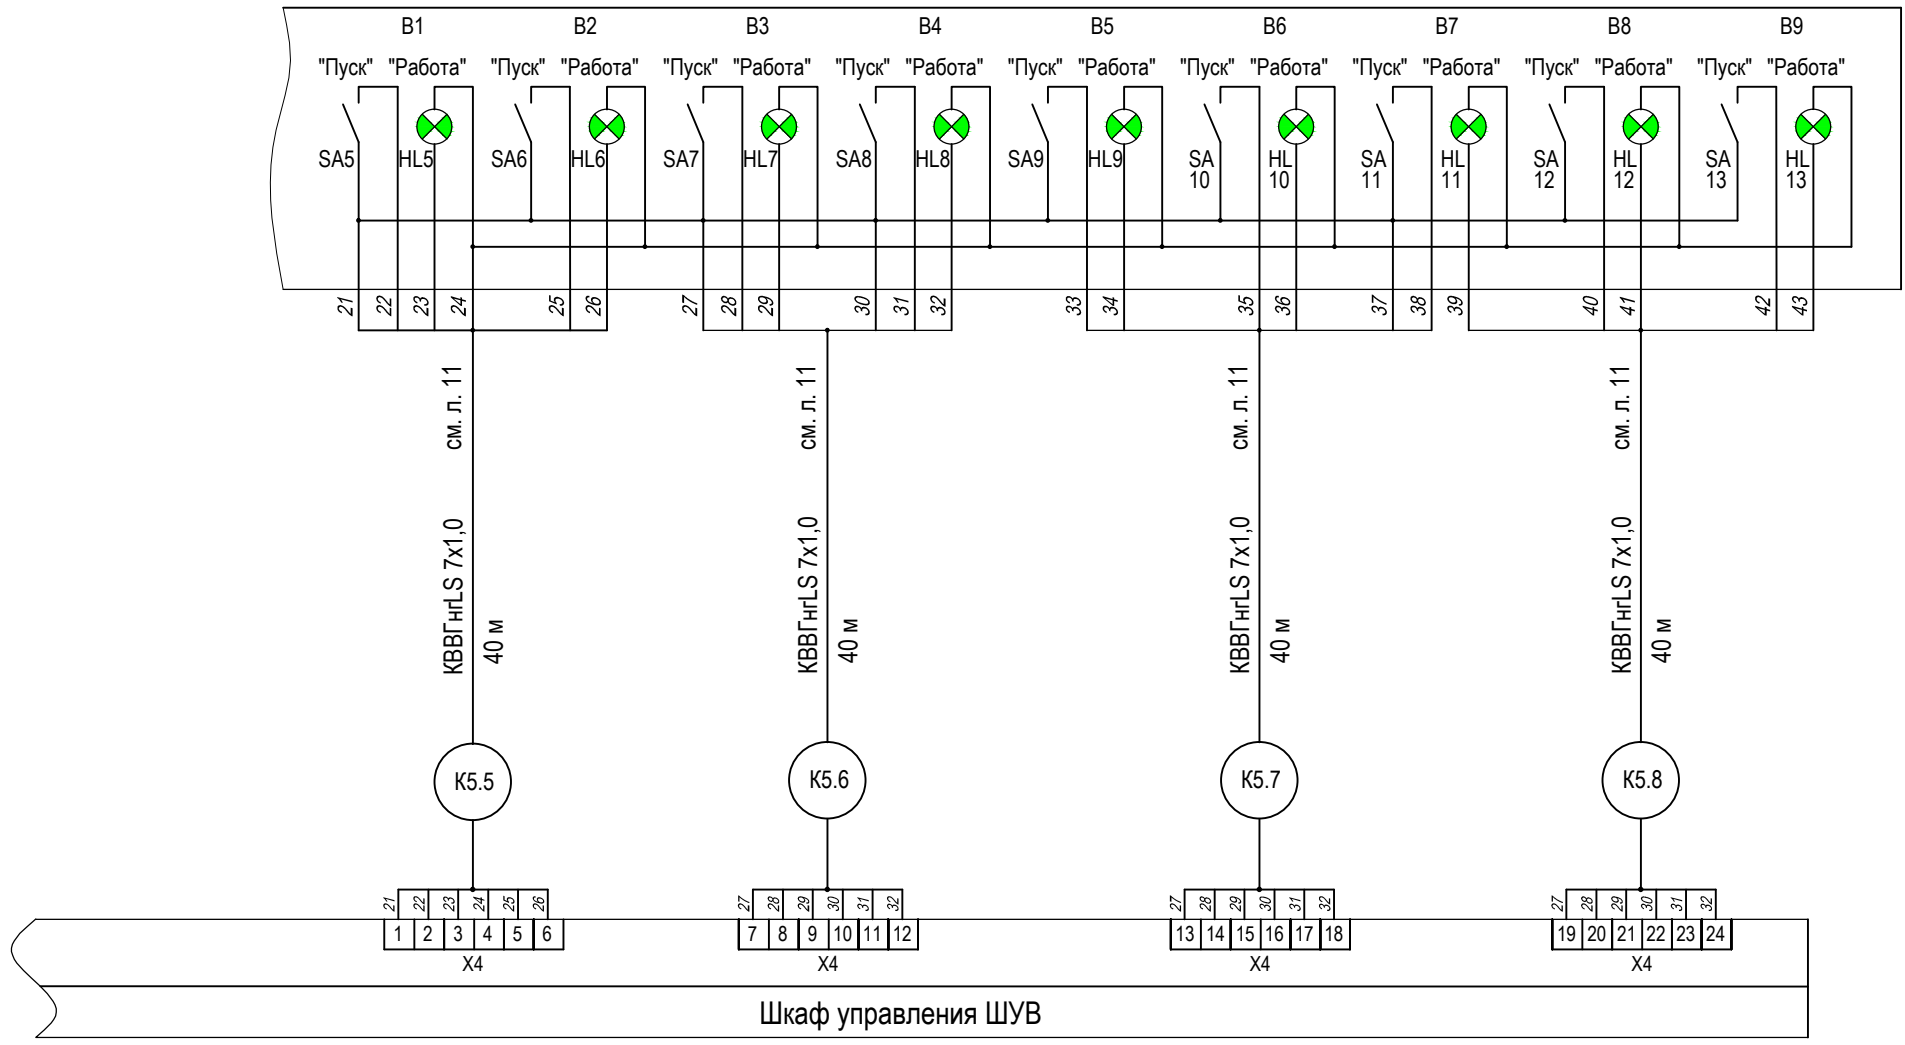 В1 В2 В3 В4 В5 В6 В7 В8 В9
"Пуск" "Работа" "Пуск" "Работа" "Пуск" "Работа" "Пуск" "Работа" "Пуск" "Работа" "Пуск" "Работа" "Пуск" "Работа" "Пуск" "Работа" "Пуск" "Работа"
SA5 HL5 SA6 HL6 SA7 HL7 SA8 HL8 SA9 HL9 SA HL SA HL SA HL SA HL
10 10 11 11 12 12 13 13
21 22 23 24 25 26 27 28 29 30 31 32 33 34 35 36 37 38 39 40 41 42 43
см. л. 11 см. л. 11 см. л. 11 см. л. 11
КВВГнгLS 7х1,0 КВВГнгLS 7х1,0 КВВГнгLS 7х1,0 КВВГнгLS 7х1,0
40 м 40 м 40 м 40 м
К5.5 К5.6 К5.7 К5.8
21 22 23 24 25 26 27 28 29 30 31 32 27 28 29 30 31 32 27 28 29 30 31 32
1 2 3 4 5 6 7 8 9 10 11 12 13 14 15 16 17 18 19 20 21 22 23 24
Х4 Х4 Х4 Х4
Шкаф управления ШУВ